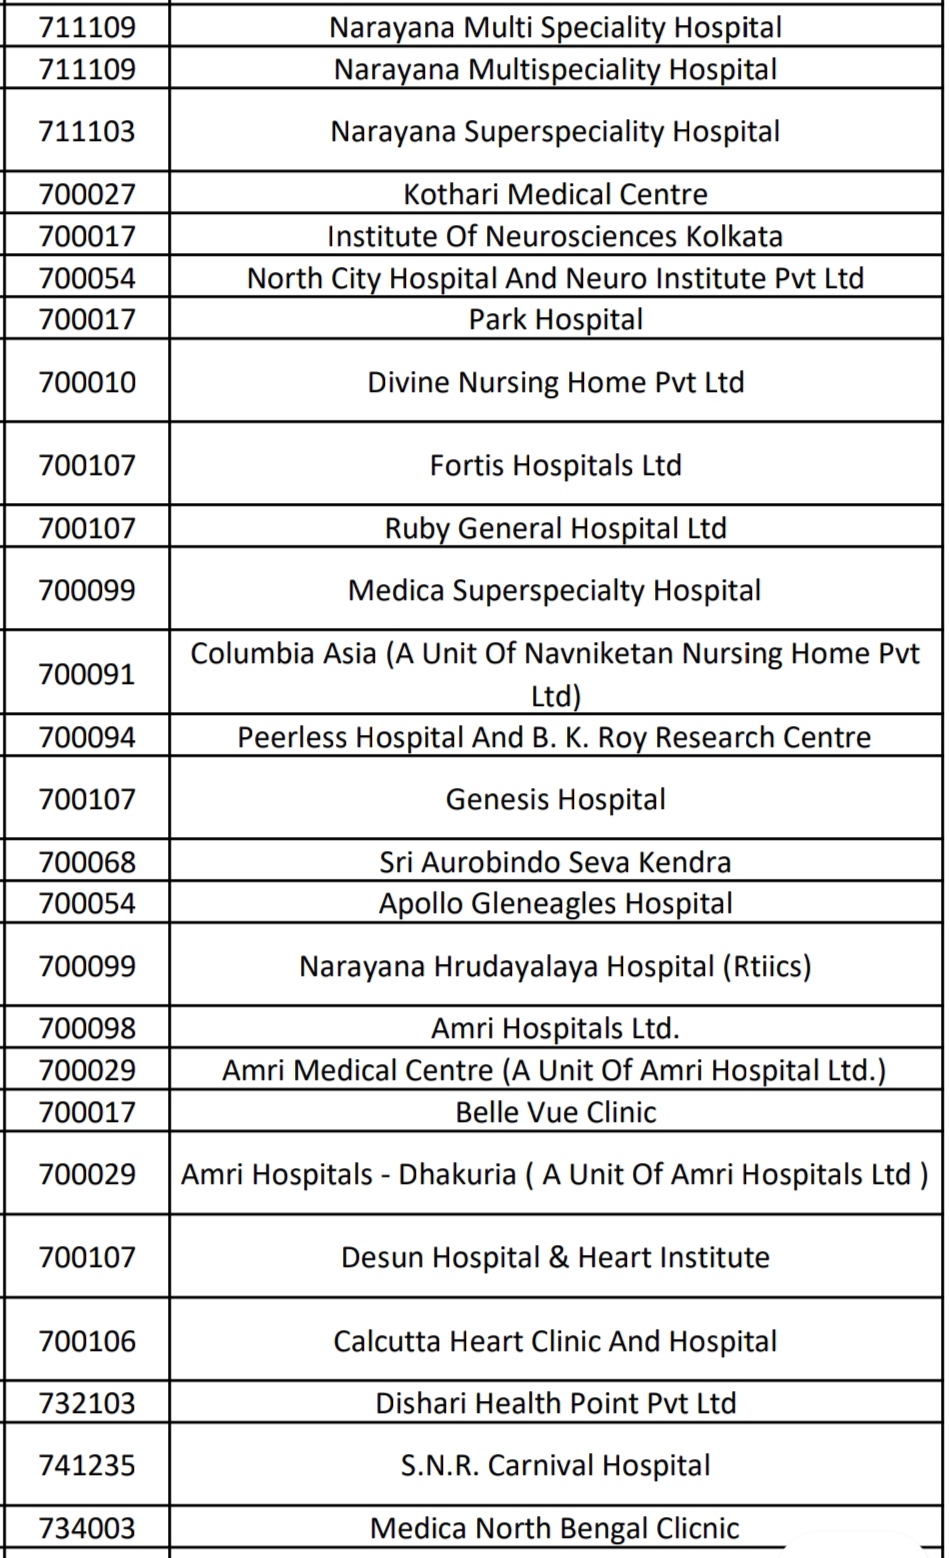 711109 Narayana Multi Speciality Hospital
711109 Narayana Multispeciality Hospital
711103 Narayana Superspeciality Hospital
700027 Kothari Medical Centre
700017 Institute Of Neurosciences Kolkata
700054 North City Hospital And Neuro Institute Pvt Ltd
700017 Park Hospital
700010 Divine Nursing Home Pvt Ltd
700107 Fortis Hospitals Ltd
700107 Ruby General Hospital Ltd
700099 Medica Superspecialty Hospital
700091 Columbia Asia (A Unit Of Navniketan Nursing Home Pvt
Ltd)
700094 Peerless Hospital And B. K. Roy Research Centre
700107 Genesis Hospital
700068 Sri Aurobindo Seva Kendra
700054 Apollo Gleneagles Hospital
700099 Narayana Hrudayalaya Hospital (Rtiics)
700098 Amri Hospitals Ltd.
700029 Amri Medical Centre (A Unit Of Amri Hospital Ltd.)
700017 Belle Vue Clinic
700029 Amri Hospitals - Dhakuria ( A Unit Of Amri Hospitals Ltd )
700107 Desun Hospital & Heart Institute
700106 Calcutta Heart Clinic And Hospital
732103 Dishari Health Point Pvt Ltd
741235 S.N.R. Carnival Hospital
734003 Medica North Bengal Clicnic